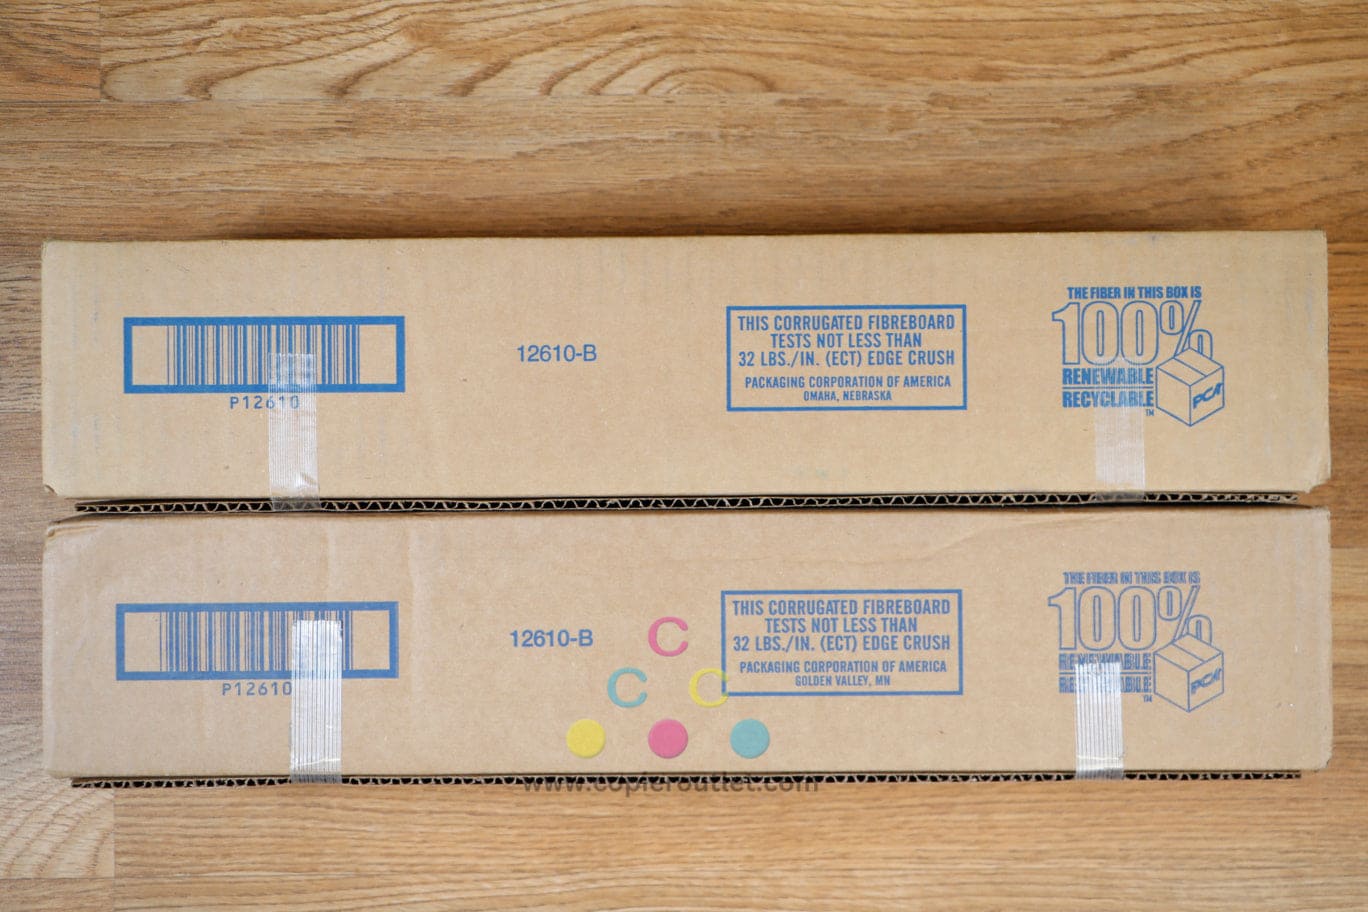 P12610
12610-B
THIS CORRUGATED FIBREBOARD
TESTS NOT LESS THAN
32 LBS./IN. (ECT) EDGE CRUSH
PACKAGING CORPORATION OF AMERICA
OMAHA, NEBRASKA
THE FIBER IN THIS BOX IS
100%
RENEWABLE
RECYCLABLE
TM
PCA
P12610
12610-B
THIS CORRUGATED FIBREBOARD
TESTS NOT LESS THAN
32 LBS./IN. (ECT) EDGE CRUSH
PACKAGING CORPORATION OF AMERICA
GOLDEN VALLEY, MN
THE FIBER IN THIS BOX IS
100%
RENEWABLE
RECYCLABLE
TM
PCA
C
C C
www.copieroutlet.com